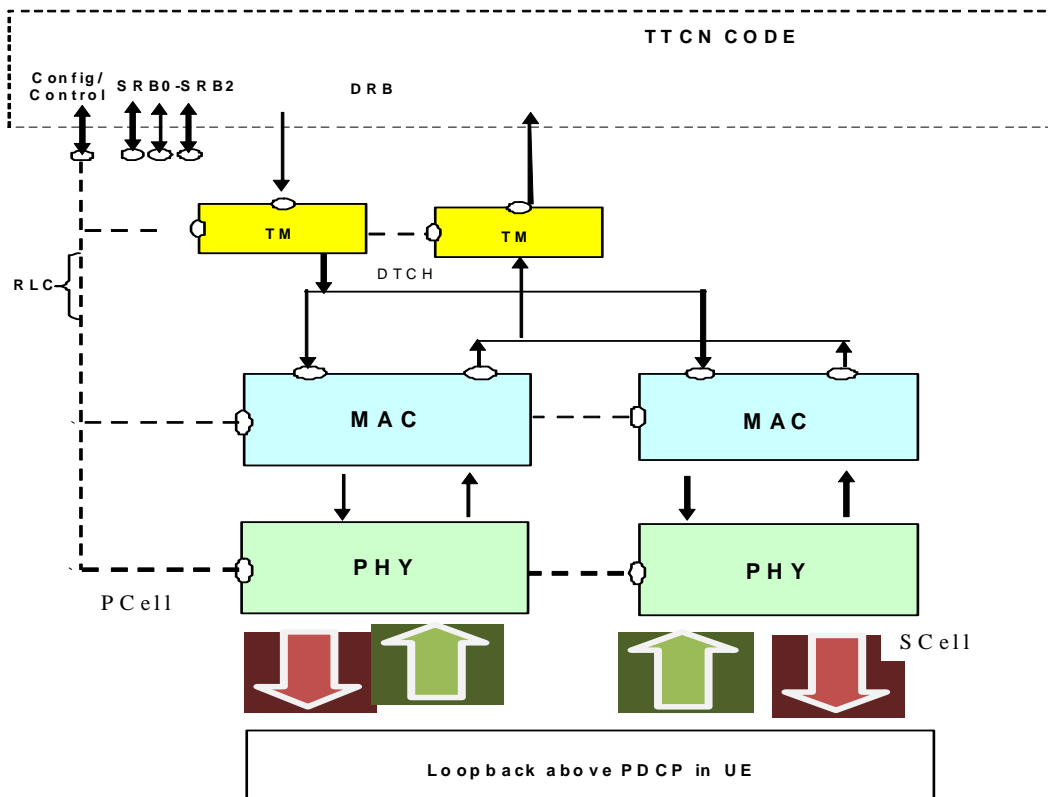 TTCN CODE
Config/
Control
SRB0-SRB2
DRB
TM
TM
DTCH
RLC
MAC
MAC
PHY
PHY
PCell
SCell
Loopback above PDCP in UE